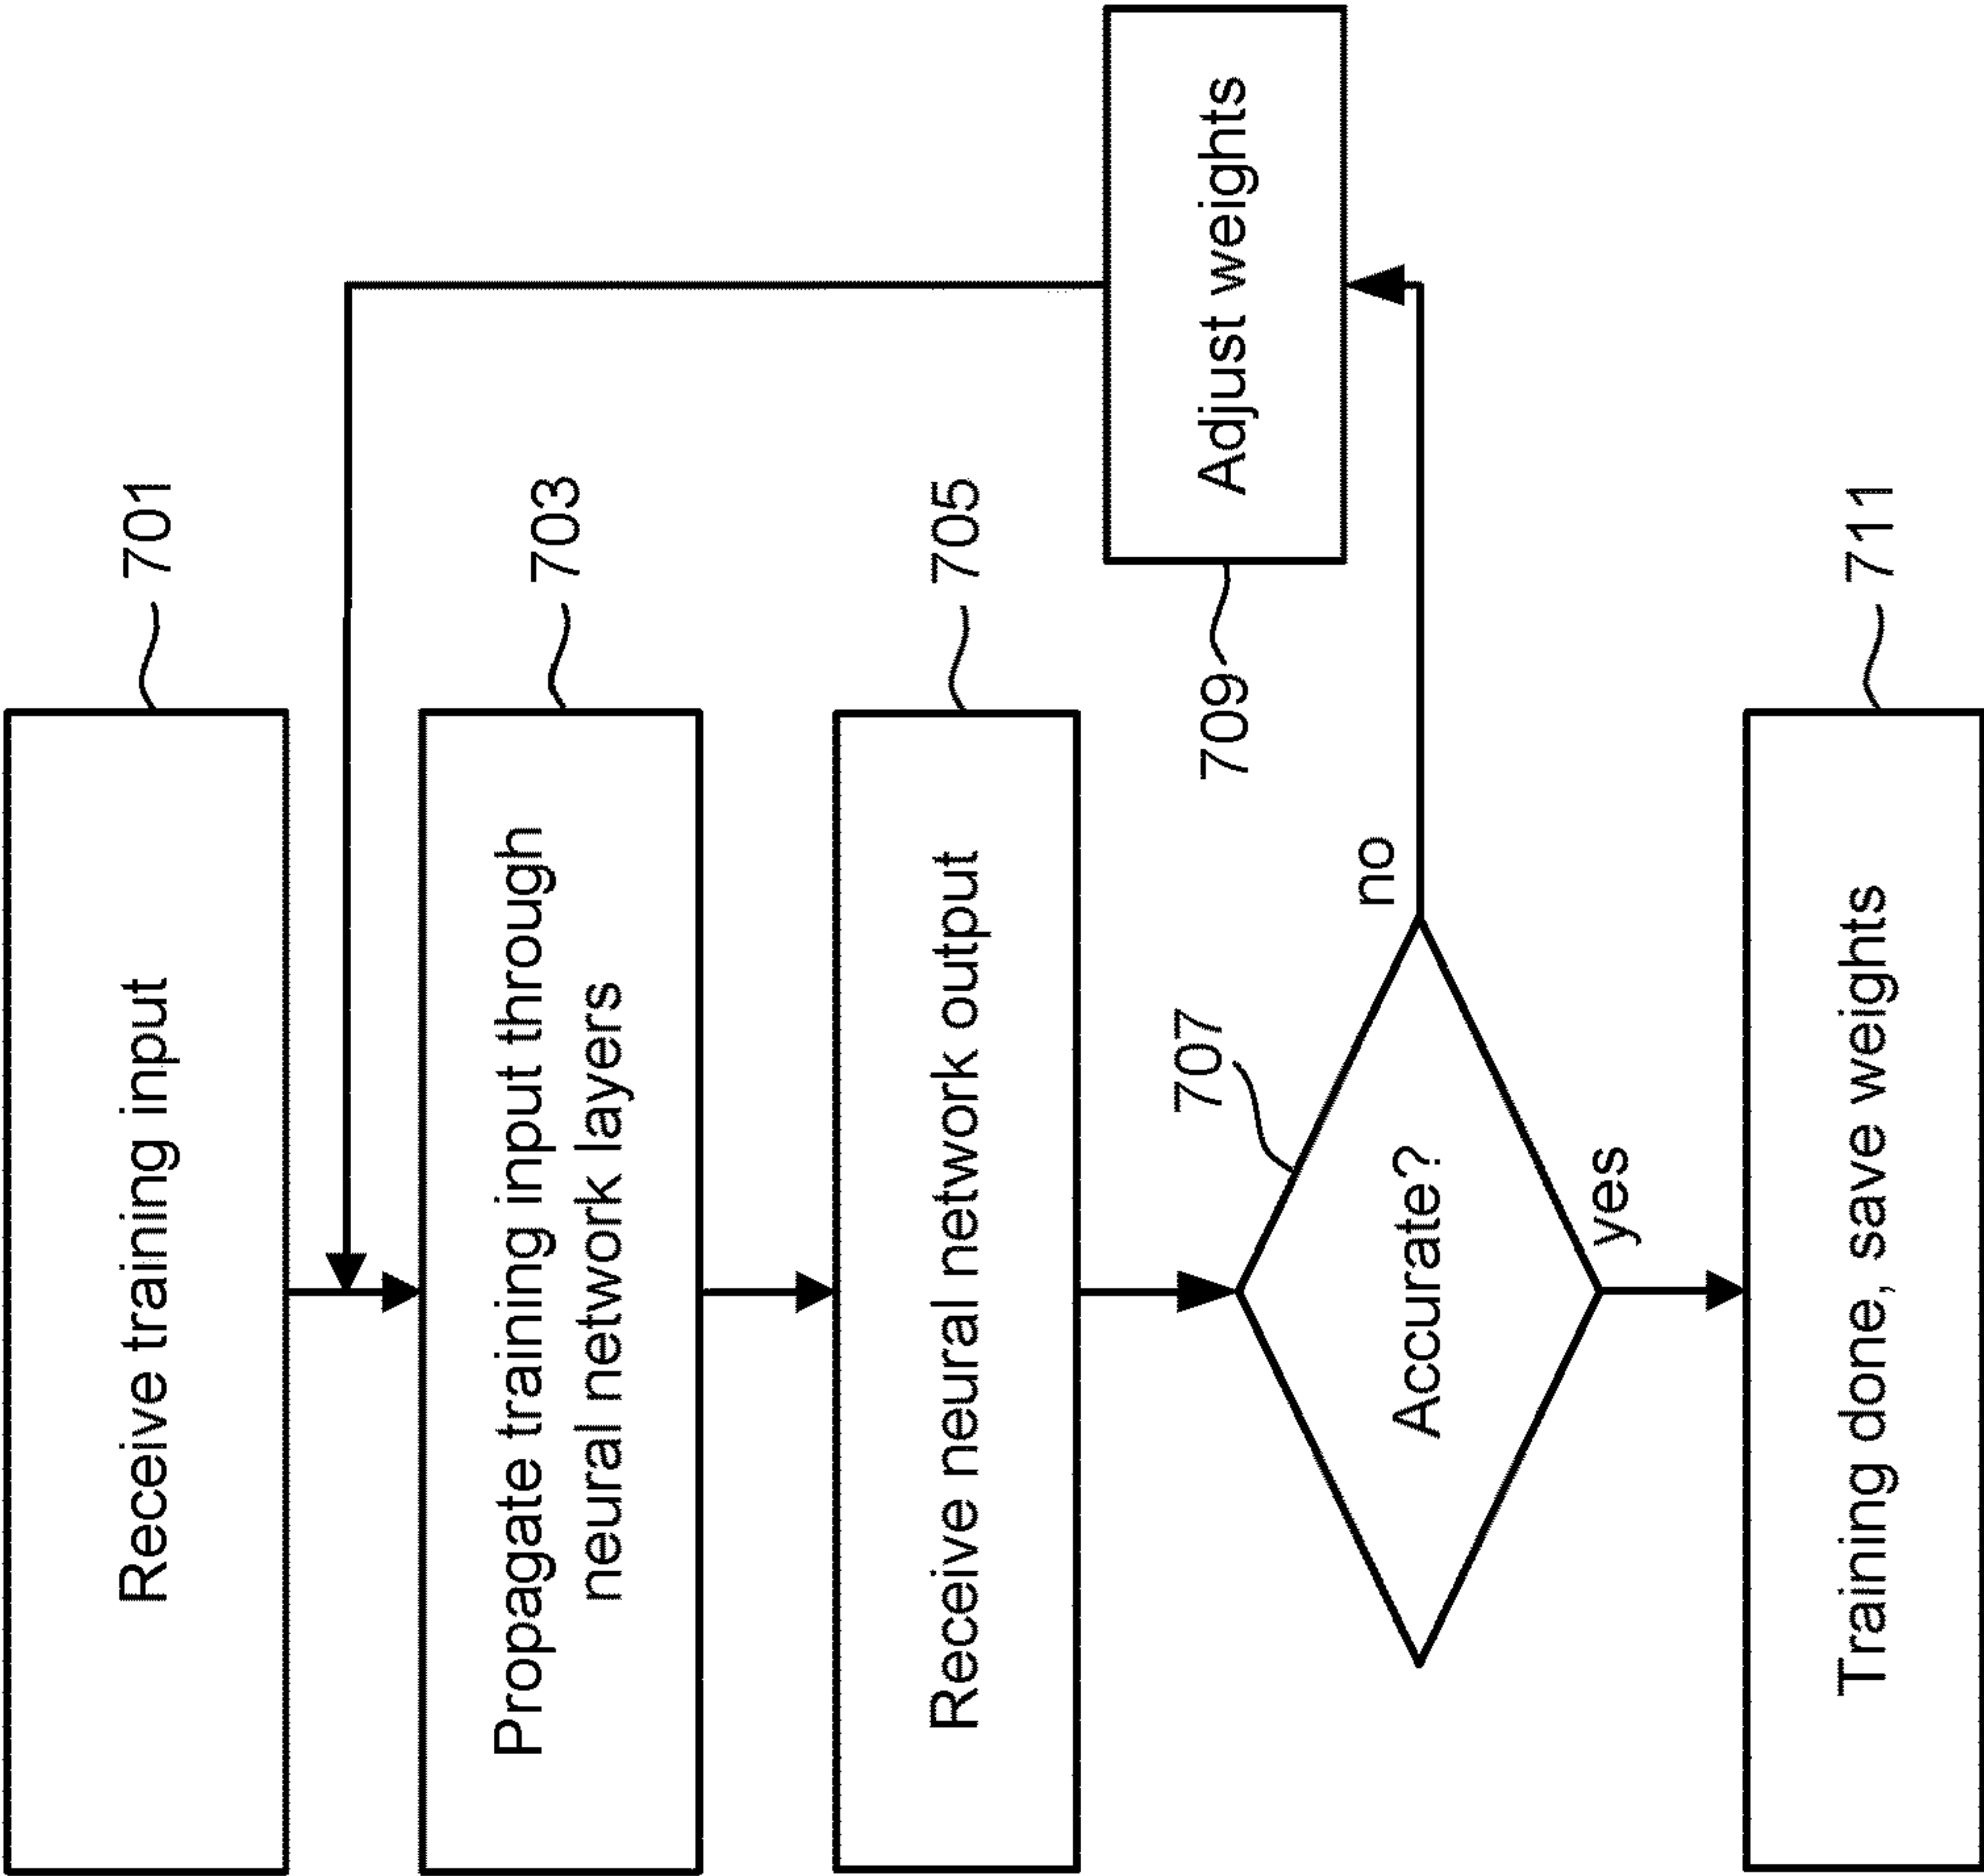 Receive training input
701
Propagate training input through
neural network layers
703
Receive neural network output
705
Accurate?
707
no
yes
Adjust weights
709
Training done, save weights
711